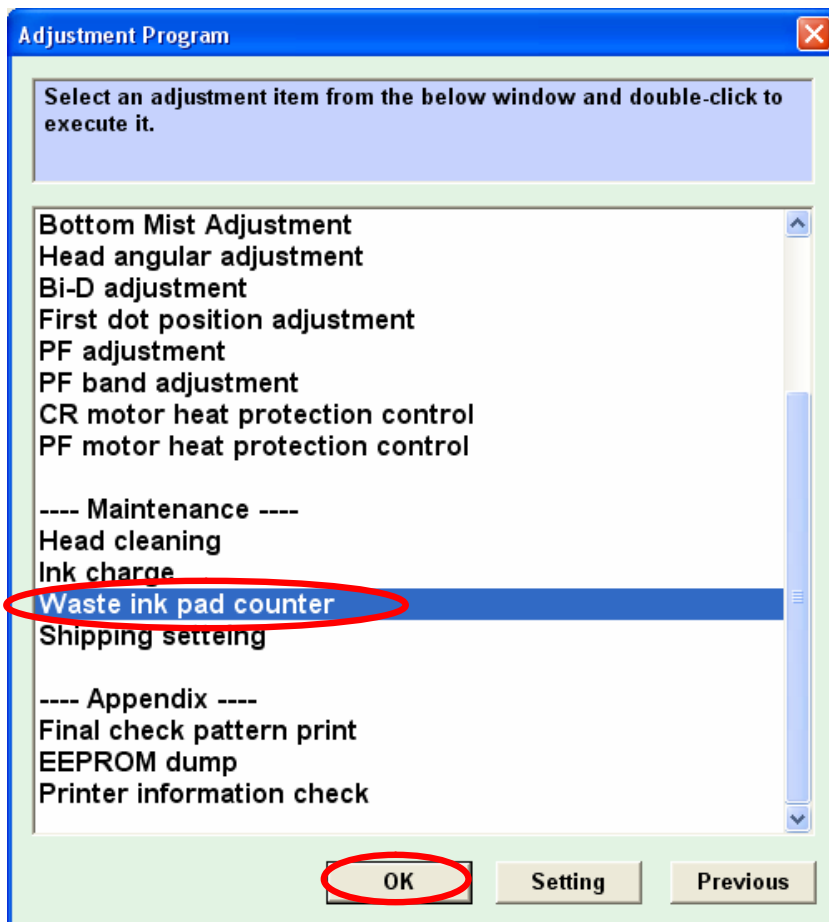 Adjustment Program
Select an adjustment item from the below window and double-click to
execute it.
Bottom Mist Adjustment
Head angular adjustment
Bi-D adjustment
First dot position adjustment
PF adjustment
PF band adjustment
CR motor heat protection control
PF motor heat protection control
---- Maintenance ----
Head cleaning
Ink charge
Waste ink pad counter
Shipping setteing
---- Appendix ----
Final check pattern print
EEPROM dump
Printer information check
OK Setting Previous